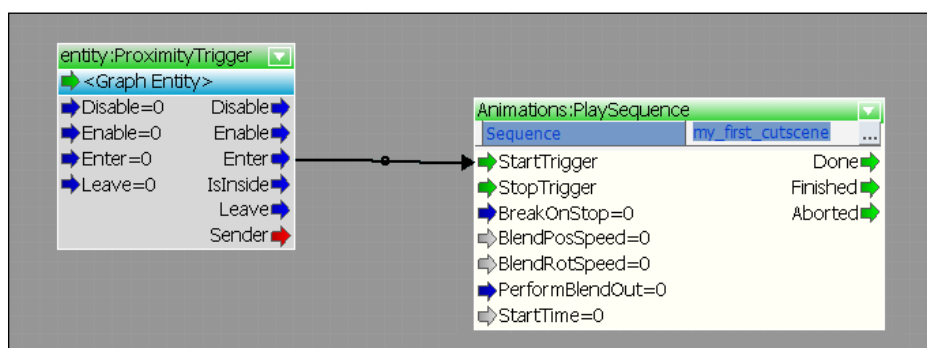 entity:ProximityTrigger
<Graph Entity>
Disable=0 Disable
Enable=0 Enable
Enter=0 Enter
Leave=0 IsInside
Leave
Sender
Animations:PlaySequence
Sequence my_first_cutscene ...
StartTrigger Done
StopTrigger Finished
BreakOnStop=0 Aborted
BlendPosSpeed=0
BlendRotSpeed=0
PerformBlendOut=0
StartTime=0